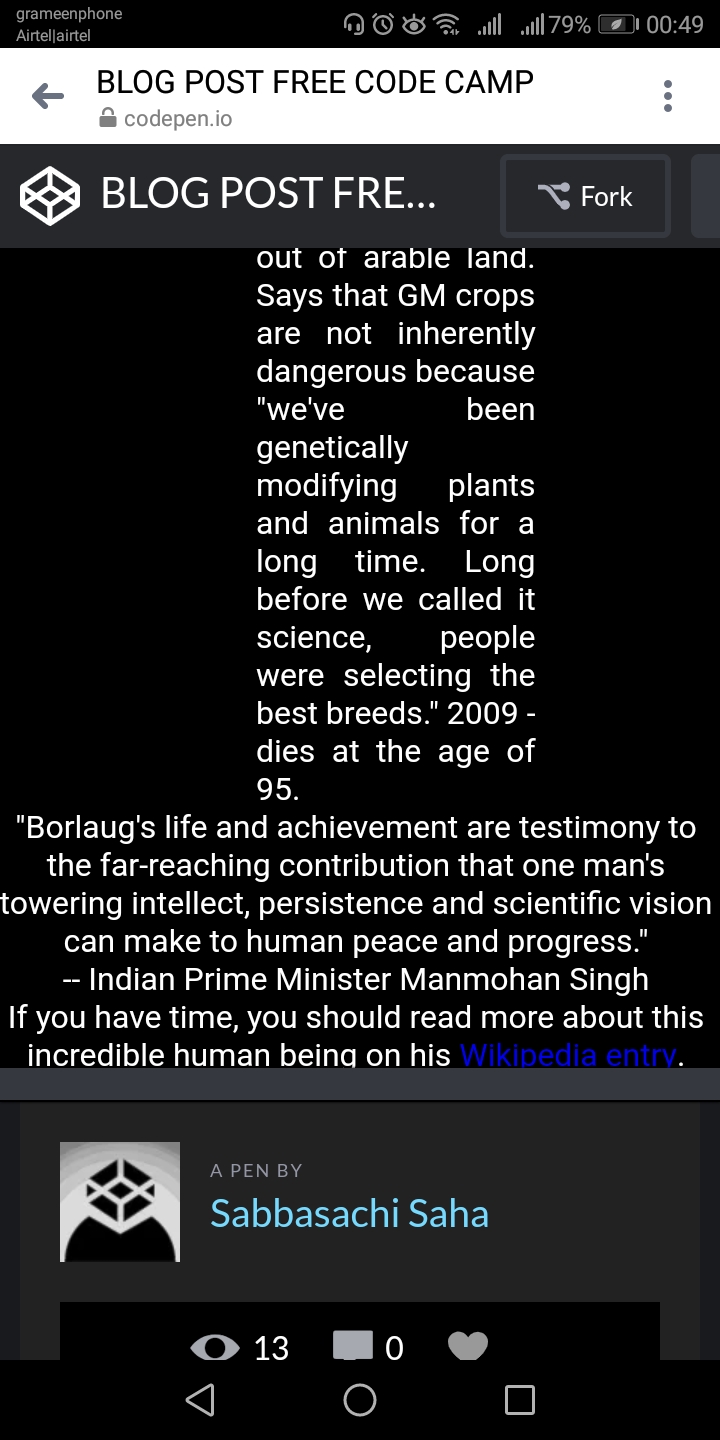 grameenphone
Airtel|airtel
79% 00:49
BLOG POST FREE CODE CAMP
codepen.io
BLOG POST FRE...
Fork
out of arable land.
Says that GM crops
are not inherently
dangerous because
"we've been
genetically
modifying plants
and animals for a
long time. Long
before we called it
science, people
were selecting the
best breeds." 2009 -
dies at the age of
95.
"Borlaug's life and achievement are testimony to
the far-reaching contribution that one man's
towering intellect, persistence and scientific vision
can make to human peace and progress."
-- Indian Prime Minister Manmohan Singh
If you have time, you should read more about this
incredible human being on his Wikipedia entry.
A PEN BY
Sabbasachi Saha
13 0